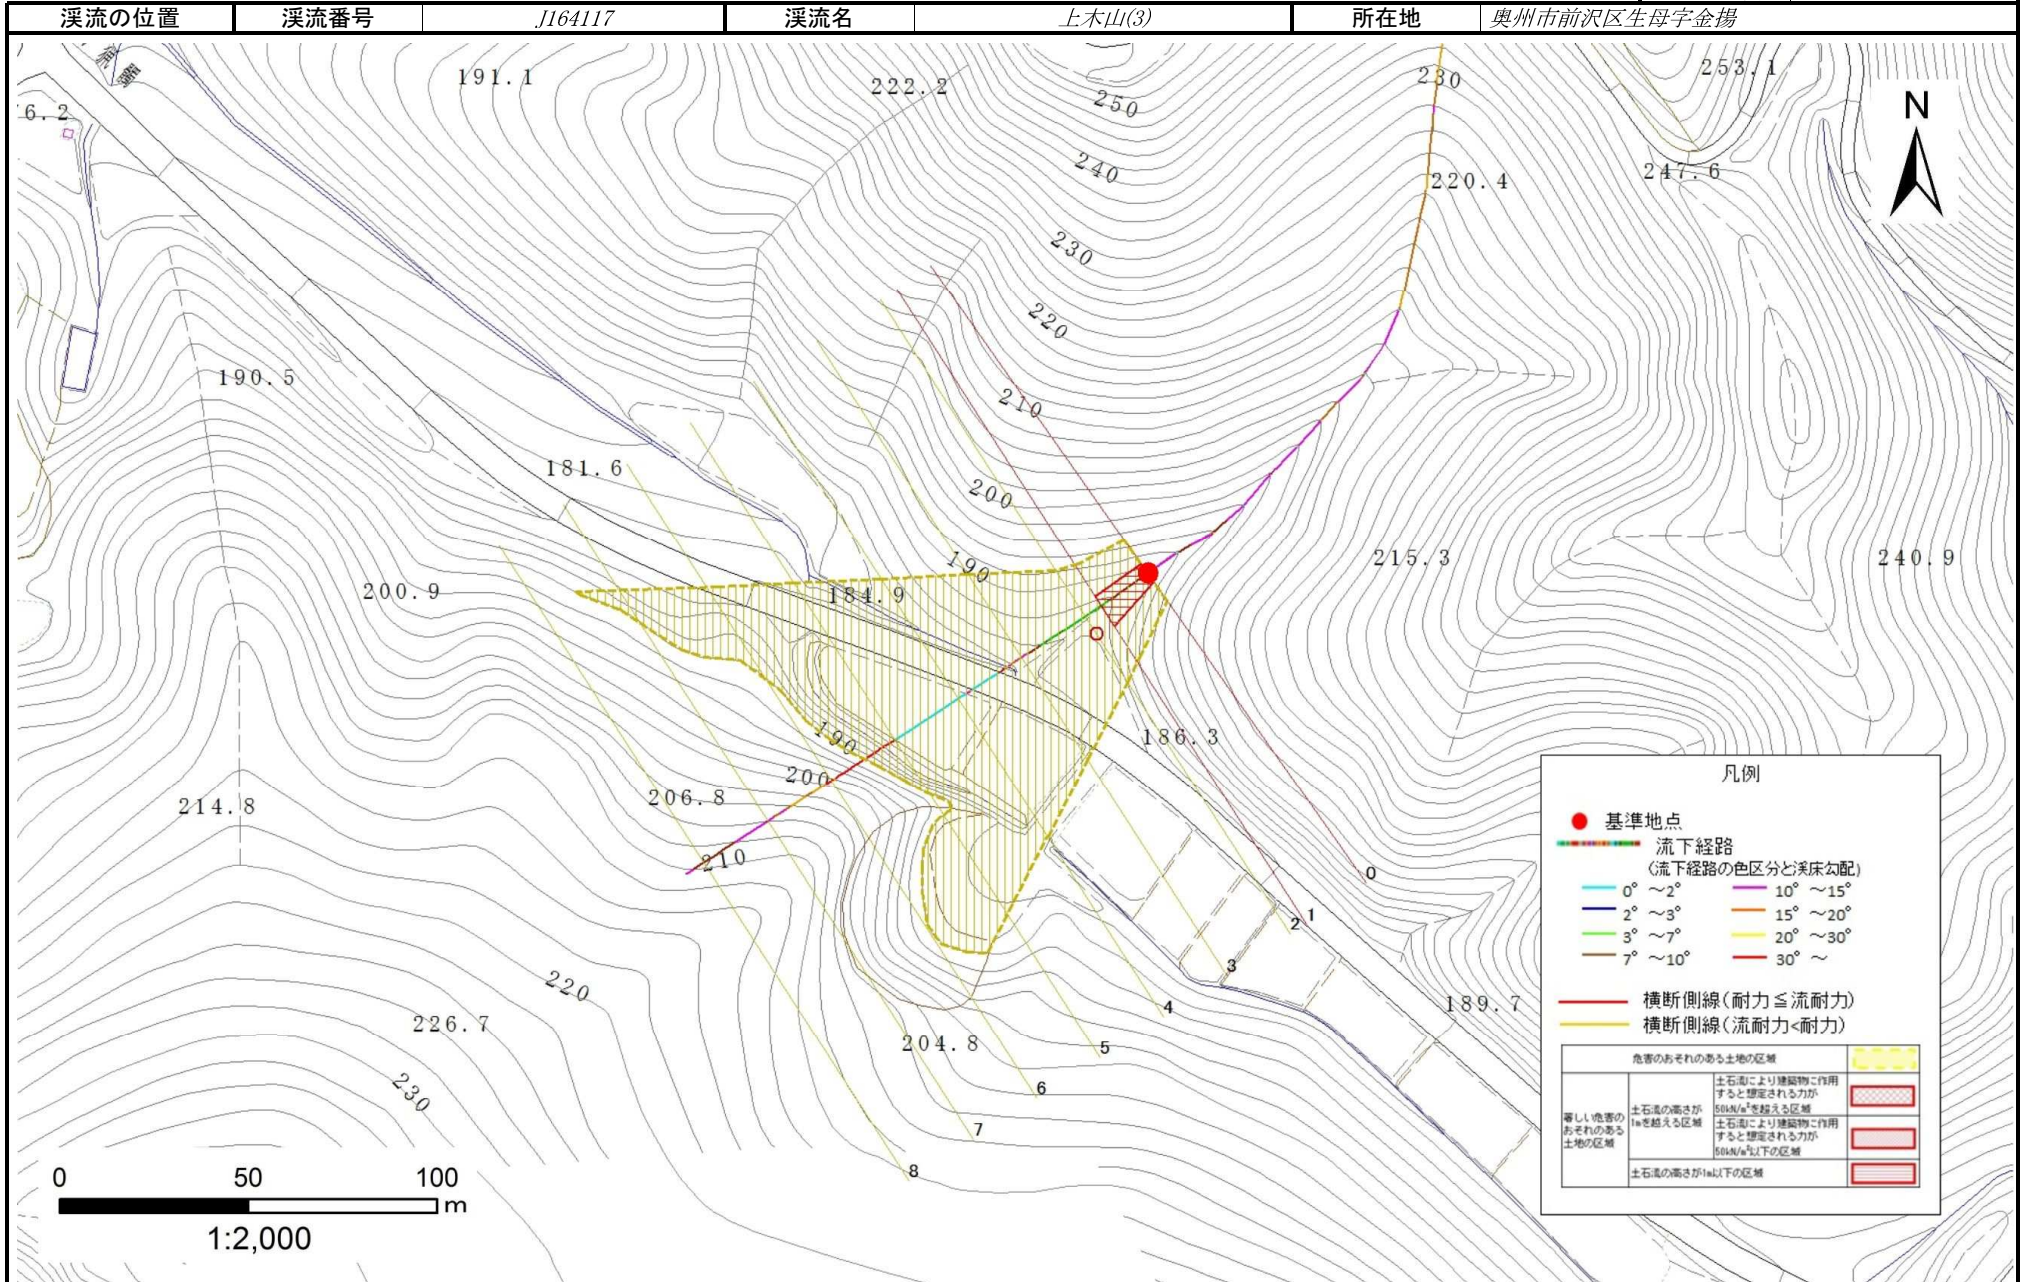 渓流の位置 渓流番号 J164117 渓流名 上木山(3) 所在地 奥州市前沢区生母字金揚
191.1
222.2
250
230
253.1
6.2
N
240
220.4
247.6
230
220
190.5
210
181.6
200
190
215.3
240.9
200.9
184.9
190
186.3
200
206.8
214.8
210
0
1
2
3
4
5
6
7
8
220
226.7
204.8
189.7
230
凡例
基準地点
流下経路
(流下経路の色区分と渓床勾配)
0° ～2° 10° ～15°
2° ～3° 15° ～20°
3° ～7° 20° ～30°
7° ～10° 30° ～
横断側線(耐力≦流耐力)
横断側線(流耐力<耐力)
危害のおそれのある土地の区域
著しい危害の
おそれのある
土地の区域
土石流の高さが
1mを越える区域
土石流により建築物に作用
すると想定される力が
50kN/m²を越える区域
土石流により建築物に作用
すると想定される力が
50kN/m²以下の区域
土石流の高さが1m以下の区域
0 50 100
m
1:2,000